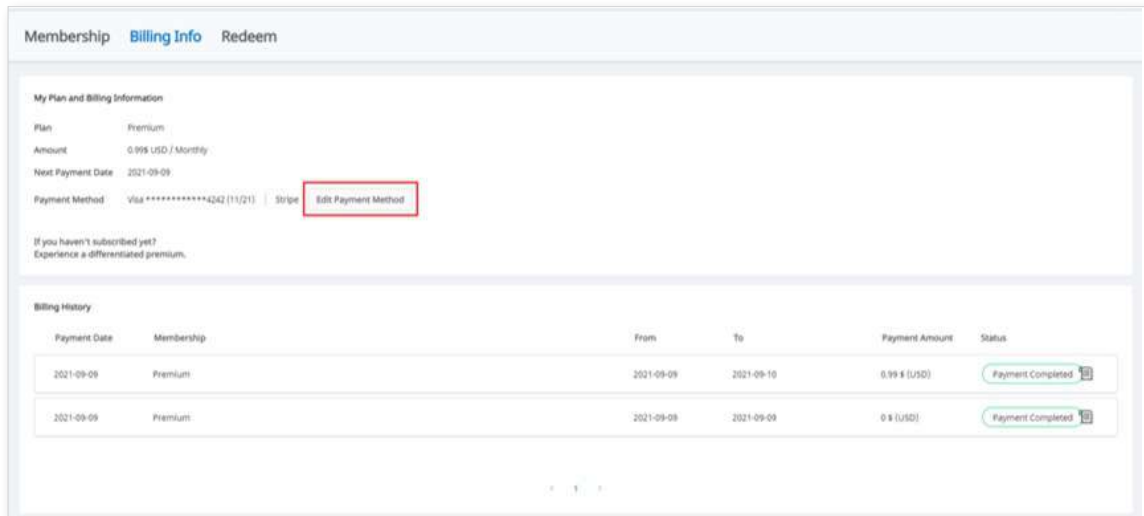 Membership Billing Info Redeem
My Plan and Billing Information
Plan Premium
Amount 0.99$ USD / Monthly
Next Payment Date 2021-09-09
Payment Method Visa ************4242 (11/21) | Stripe Edit Payment Method
If you haven't subscribed yet?
Experience a differentiated premium.
Billing History
Payment Date Membership From To Payment Amount Status
2021-09-09 Premium 2021-09-09 2021-09-10 0.99 $ (USD) Payment Completed
2021-09-09 Premium 2021-09-09 2021-09-09 0 $ (USD) Payment Completed
‹ 1 ›